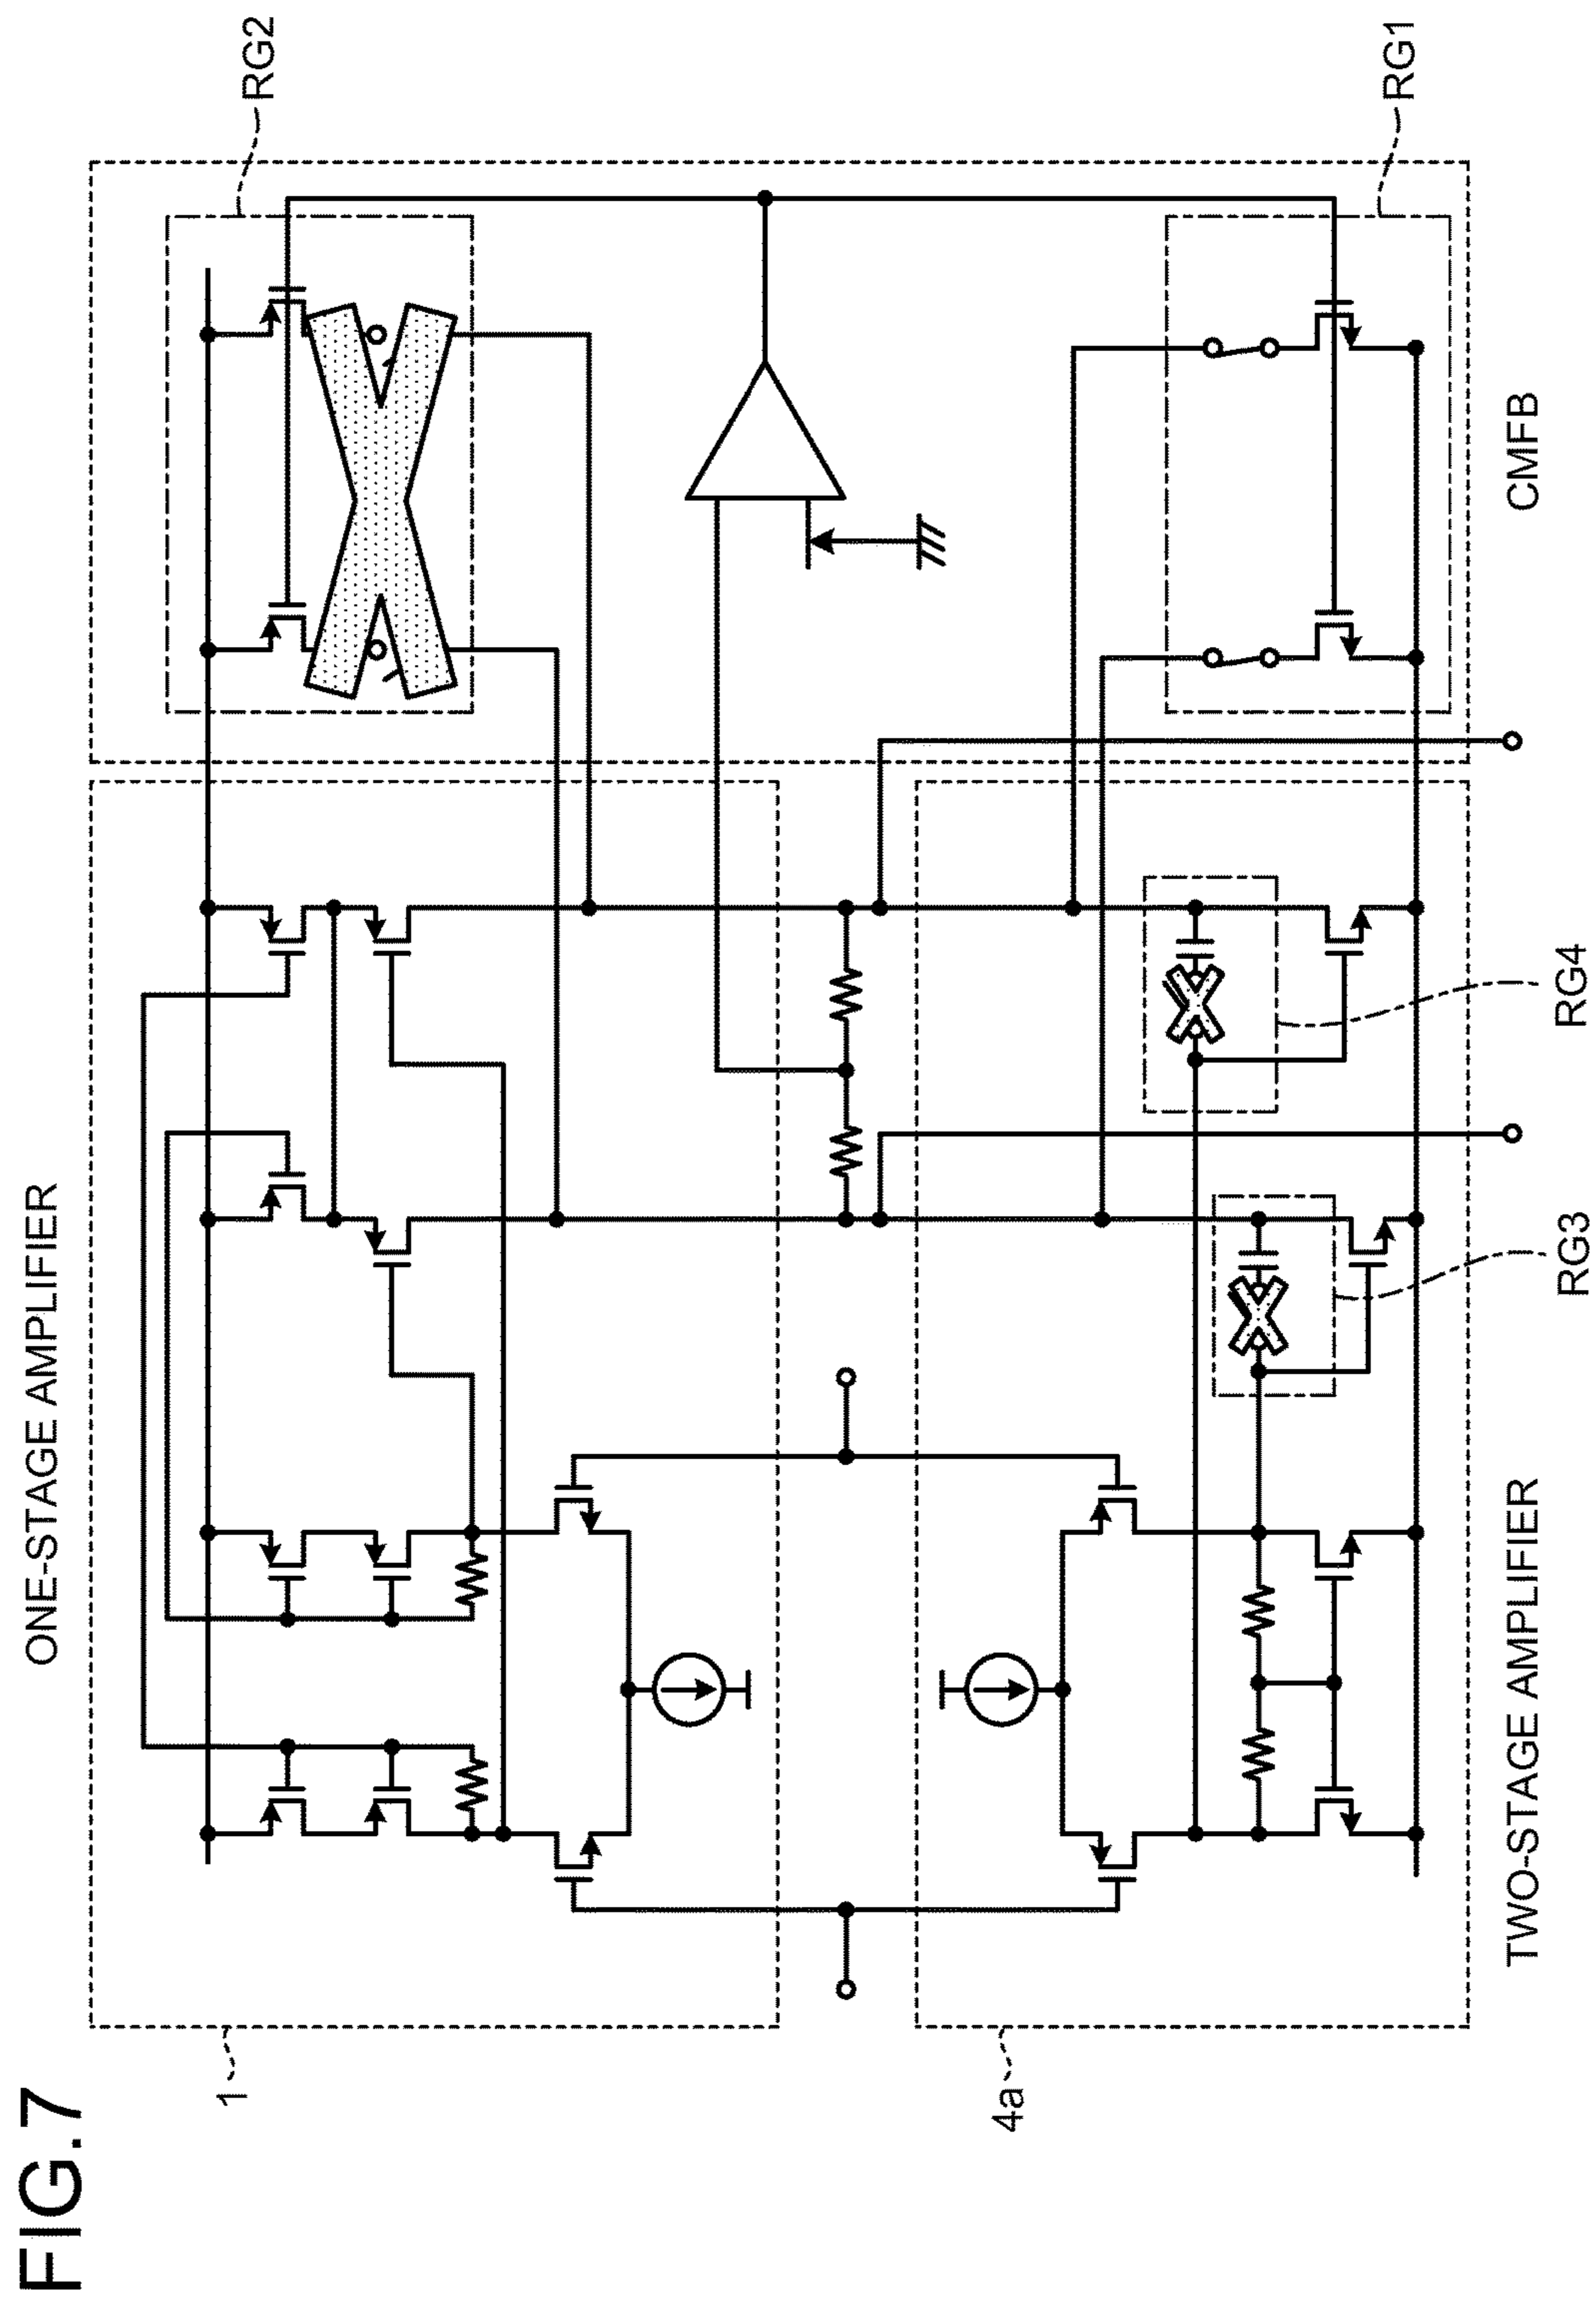 FIG.7
ONE-STAGE AMPLIFIER
1
RG2
4a
TWO-STAGE AMPLIFIER
RG3
RG4
CMFB
RG1